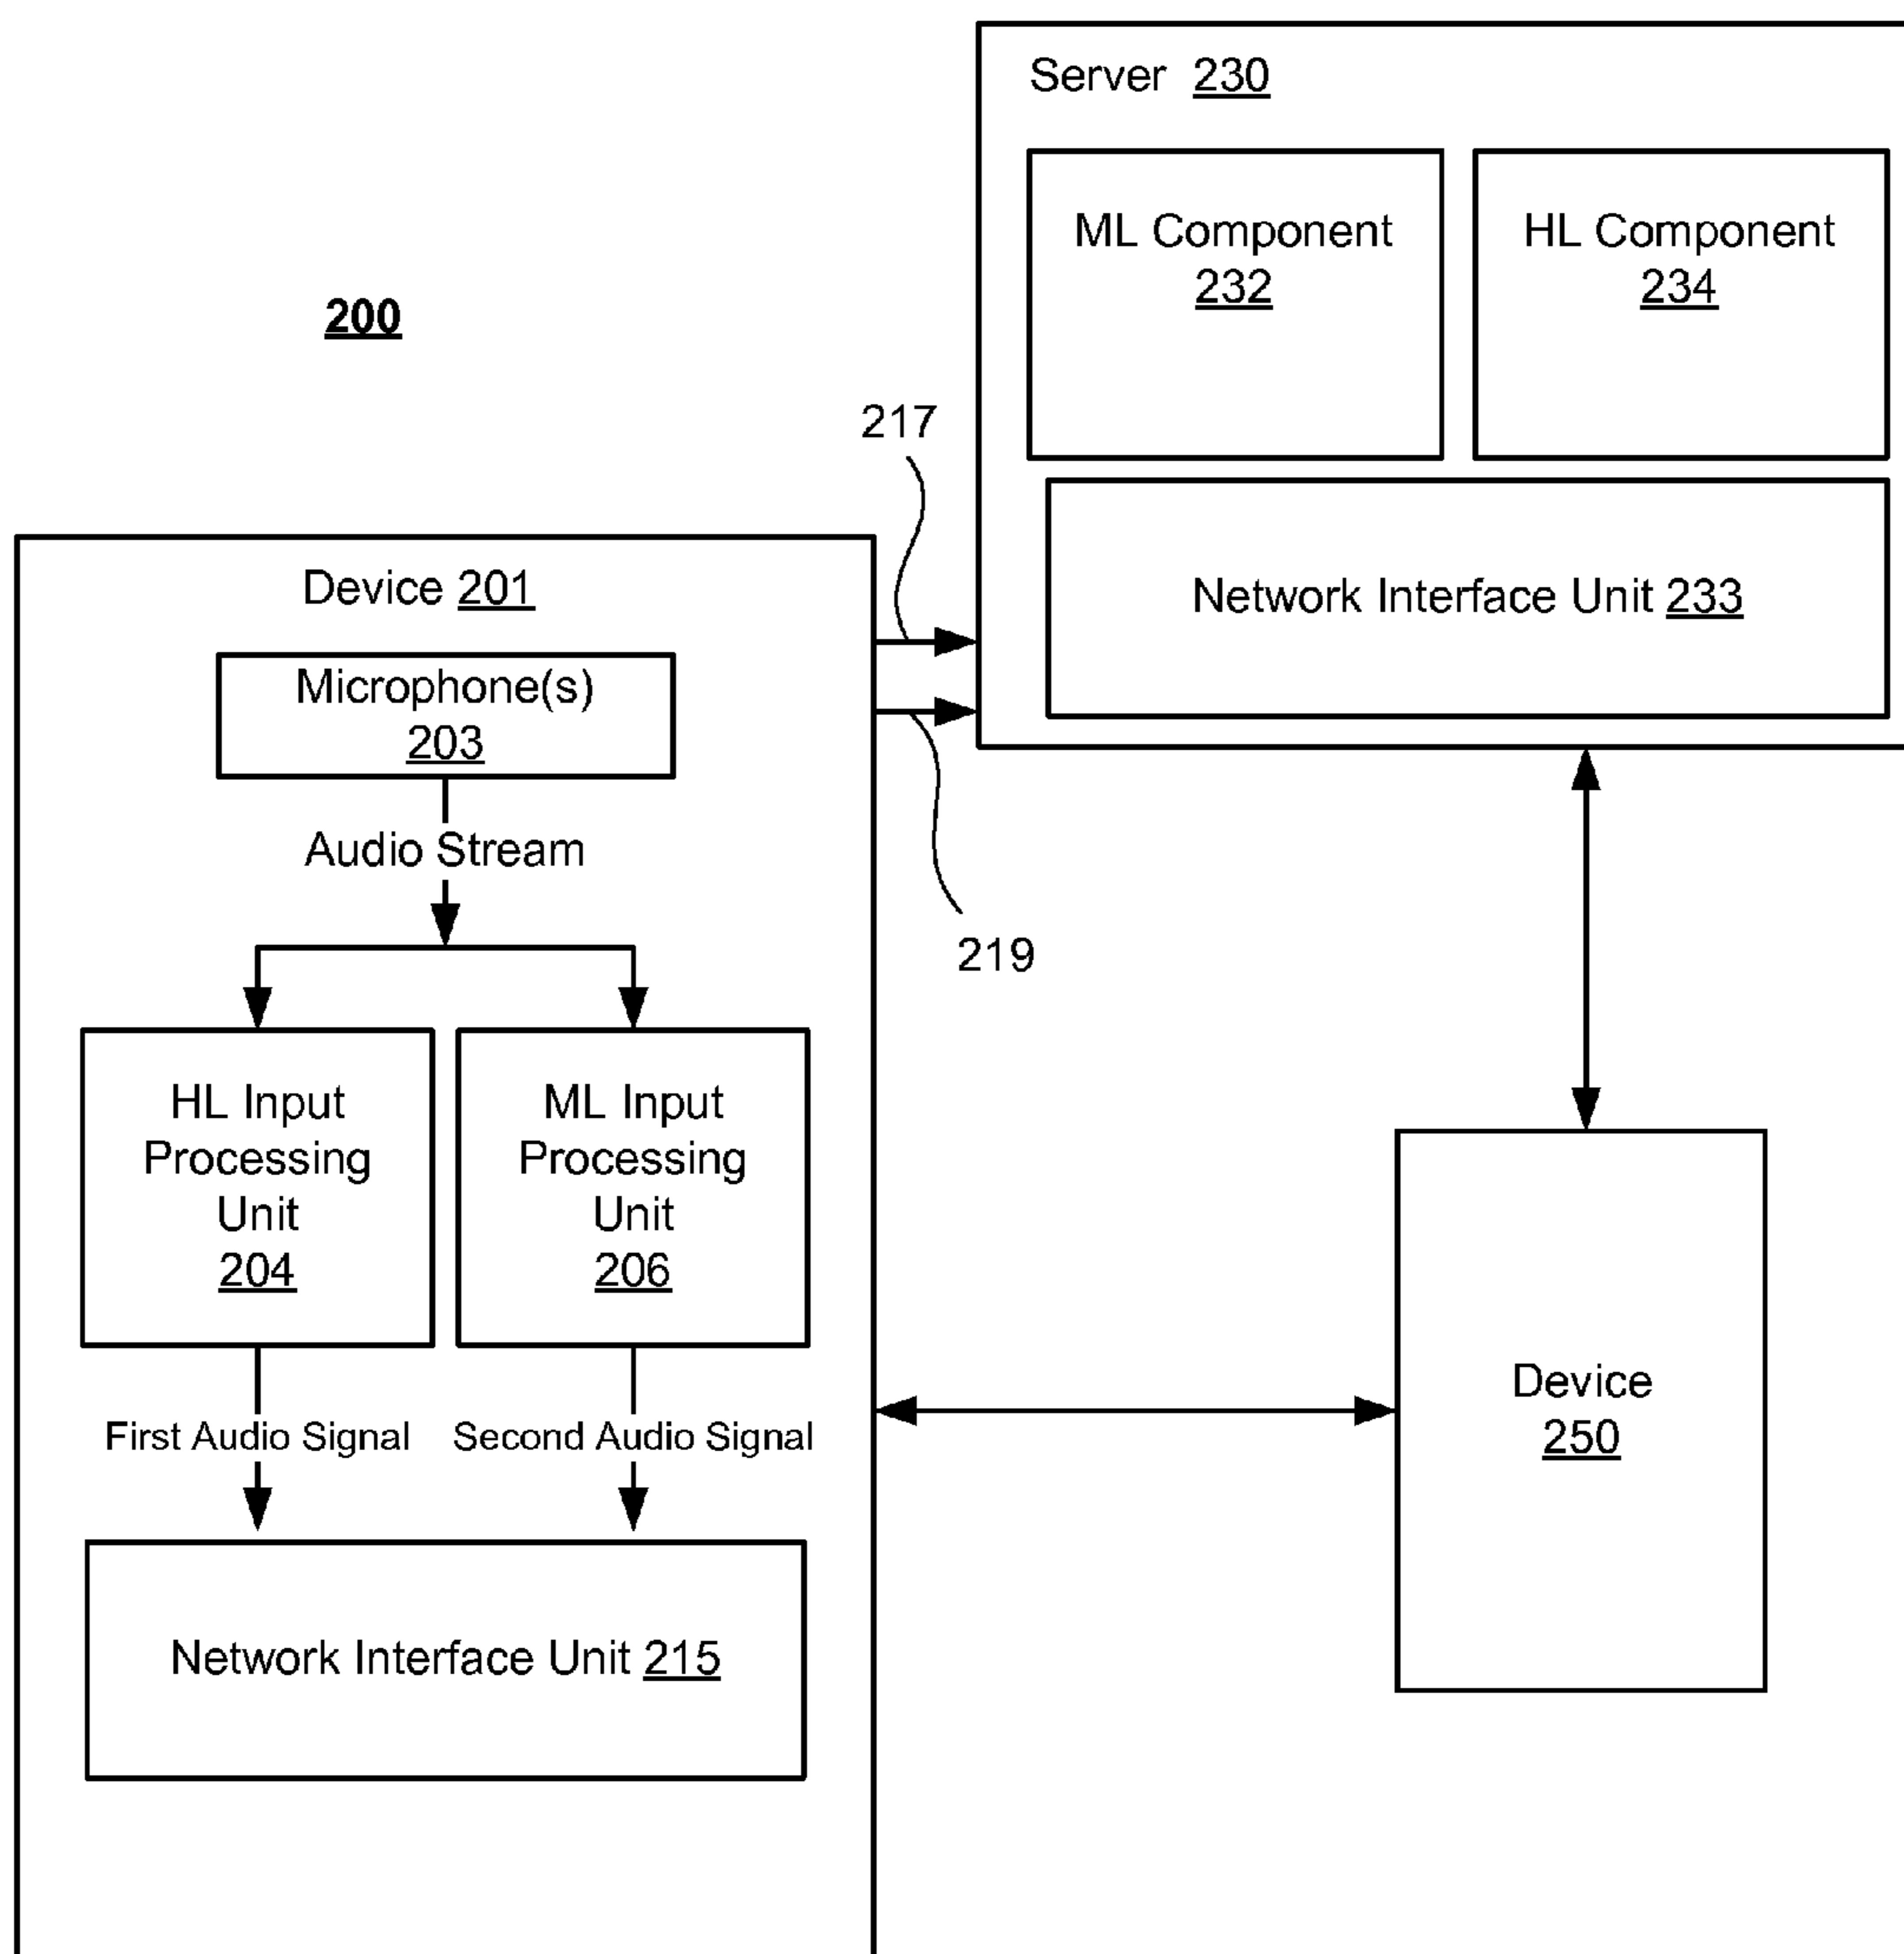 Server 230
ML Component
232
HL Component
234
200
217
Network Interface Unit 233
Device 201
Microphone(s)
203
Audio Stream
219
HL Input
Processing
Unit
204
ML Input
Processing
Unit
206
First Audio Signal
Second Audio Signal
Device
250
Network Interface Unit 215